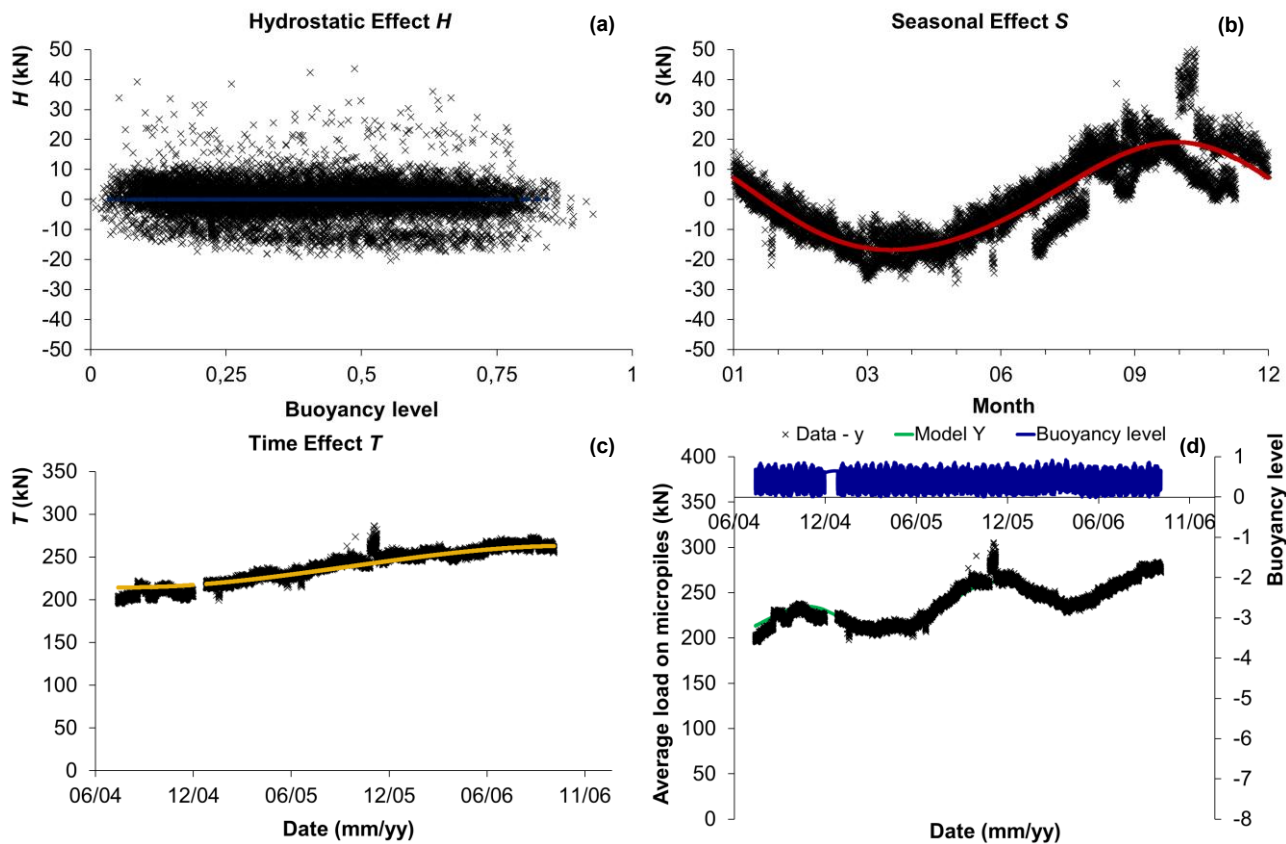 Hydrostatic Effect H
(a)
H (kN)
50
40
30
20
10
0
-10
-20
-30
-40
-50
0 0,25 0,5 0,75 1
Buoyancy level
Seasonal Effect S
(b)
S (kN)
50
40
30
20
10
0
-10
-20
-30
-40
-50
01 03 06 09 12
Month
Time Effect T
(c)
T (kN)
350
300
250
200
150
100
50
0
06/04 12/04 06/05 12/05 06/06 11/06
Date (mm/yy)
× Data - y Model Y Buoyancy level
(d)
Average load on micropiles (kN)
400
350
300
250
200
150
100
50
0
06/04 12/04 06/05 12/05 06/06 11/06
Buoyancy level
1
0
-1
-2
-3
-4
-5
-6
-7
-8
Date (mm/yy)